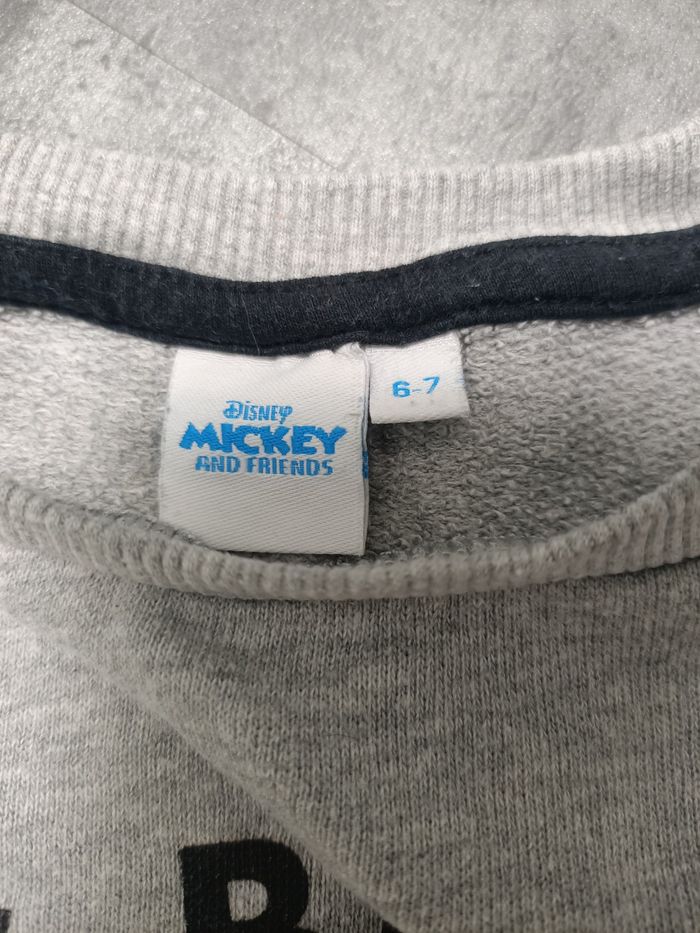 Disney
MICKEY
AND FRIENDS
6-7
B